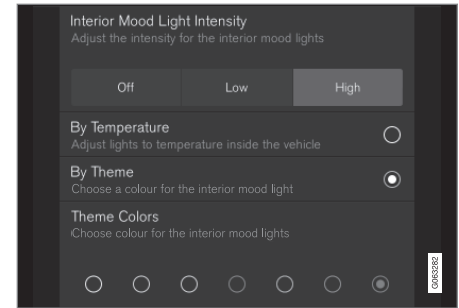 Interior Mood Light Intensity
Adjust the intensity for the interior mood lights
Off Low High
By Temperature
Adjust lights to temperature inside the vehicle
By Theme
Choose a colour for the interior mood light
Theme Colors
Choose colour for the interior mood lights
G063282